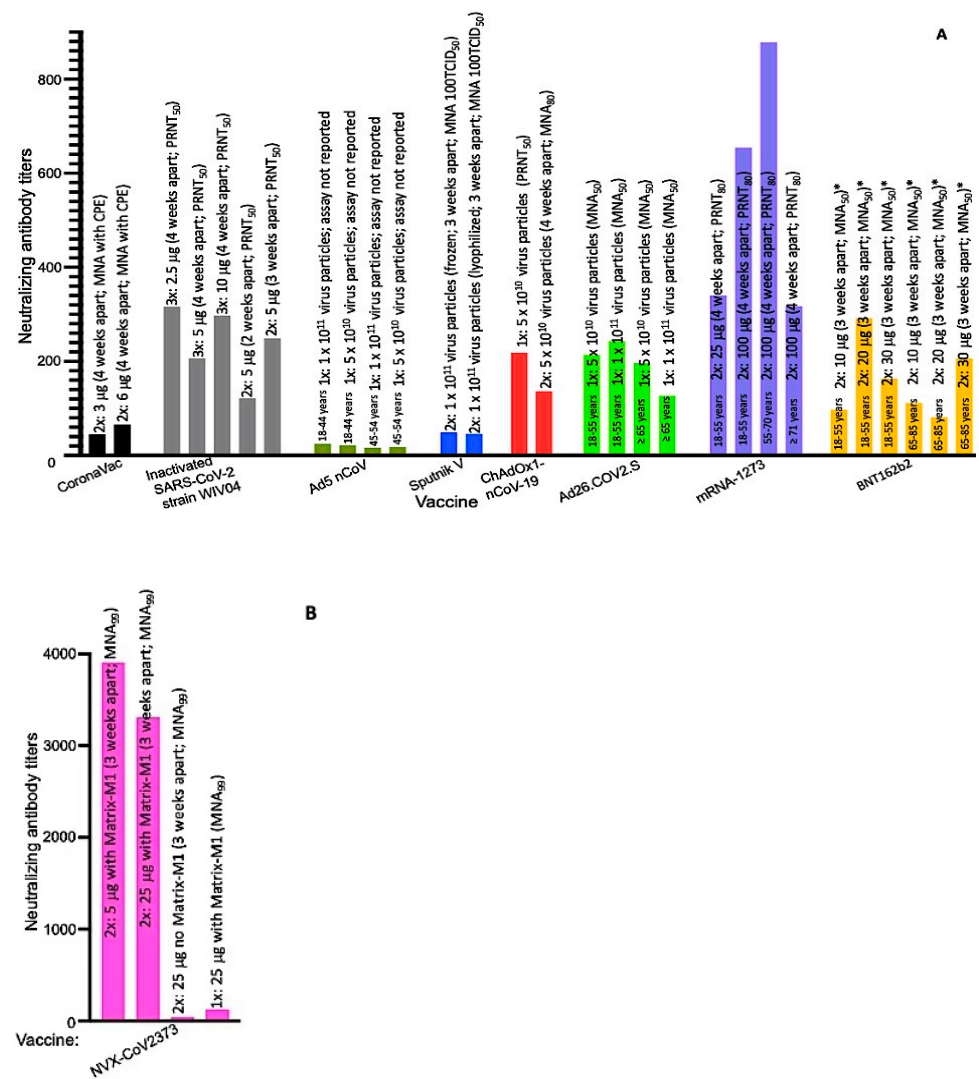 A
Neutralizing antibody titers
800
600
400
200
0
2x: 3 µg (4 weeks apart; MNA with CPE)
2x: 6 µg (4 weeks apart; MNA with CPE)
3x: 2.5 µg (4 weeks apart; PRNT50)
3x: 5 µg (4 weeks apart; PRNT50)
3x: 10 µg (4 weeks apart; PRNT50)
2x: 5 µg (2 weeks apart; PRNT50)
2x: 5 µg (3 weeks apart; PRNT50)
18-44 years 1x: 1 x 10¹¹ virus particles; assay not reported
18-44 years 1x: 5 x 10¹⁰ virus particles; assay not reported
45-54 years 1x: 1 x 10¹¹ virus particles; assay not reported
45-54 years 1x: 5 x 10¹⁰ virus particles; assay not reported
2x: 1 x 10¹¹ virus particles (frozen; 3 weeks apart; MNA 100TCID50)
2x: 1 x 10¹¹ virus particles (lyophilized; 3 weeks apart; MNA 100TCID50)
1x: 5 x 10¹⁰ virus particles (PRNT50)
2x: 5 x 10¹⁰ virus particles (4 weeks apart; MNA80)
18-55 years 1x: 5 x 10¹⁰ virus particles (MNA50)
18-55 years 1x: 1 x 10¹¹ virus particles (MNA50)
≥ 65 years 1x: 5 x 10¹⁰ virus particles (MNA50)
≥ 65 years 1x: 1 x 10¹¹ virus particles (MNA50)
18-55 years 2x: 25 µg (4 weeks apart; PRNT80)
18-55 years 2x: 100 µg (4 weeks apart; PRNT80)
55-70 years 2x: 100 µg (4 weeks apart; PRNT80)
≥ 71 years 2x: 100 µg (4 weeks apart; PRNT80)
18-55 years 2x: 10 µg (3 weeks apart; MNA50)*
18-55 years 2x: 20 µg (3 weeks apart; MNA50)*
18-55 years 2x: 30 µg (3 weeks apart; MNA50)*
65-85 years 2x: 10 µg (3 weeks apart; MNA50)*
65-85 years 2x: 20 µg (3 weeks apart; MNA50)*
65-85 years 2x: 30 µg (3 weeks apart; MNA50)*
CoronaVac
Inactivated
SARS-CoV-2
strain WIV04
Ad5 nCoV
Sputnik V
ChAdOx1-
nCoV-19
Ad26.COV2.S
mRNA-1273
BNT162b2
Vaccine
B
Neutralizing antibody titers
4000
3000
2000
1000
0
2x: 5 µg with Matrix-M1 (3 weeks apart; MNA99)
2x: 25 µg with Matrix-M1 (3 weeks apart; MNA99)
2x: 25 µg no Matrix-M1 (3 weeks apart; MNA99)
1x: 25 µg with Matrix-M1 (MNA99)
Vaccine:
NVX-CoV2373